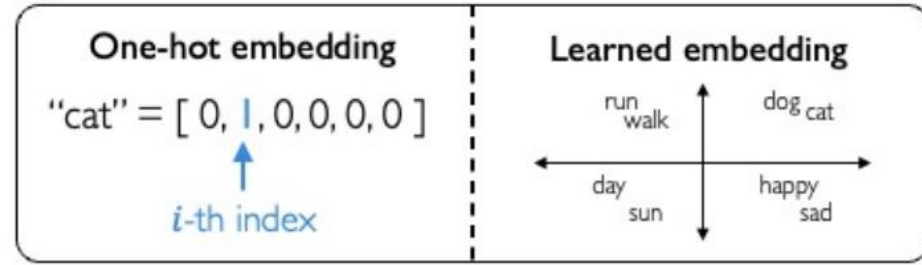 One-hot embedding
“cat” = [ 0, 1, 0, 0, 0, 0 ]
i-th index
Learned embedding
run
walk
dog
cat
day
sun
happy
sad